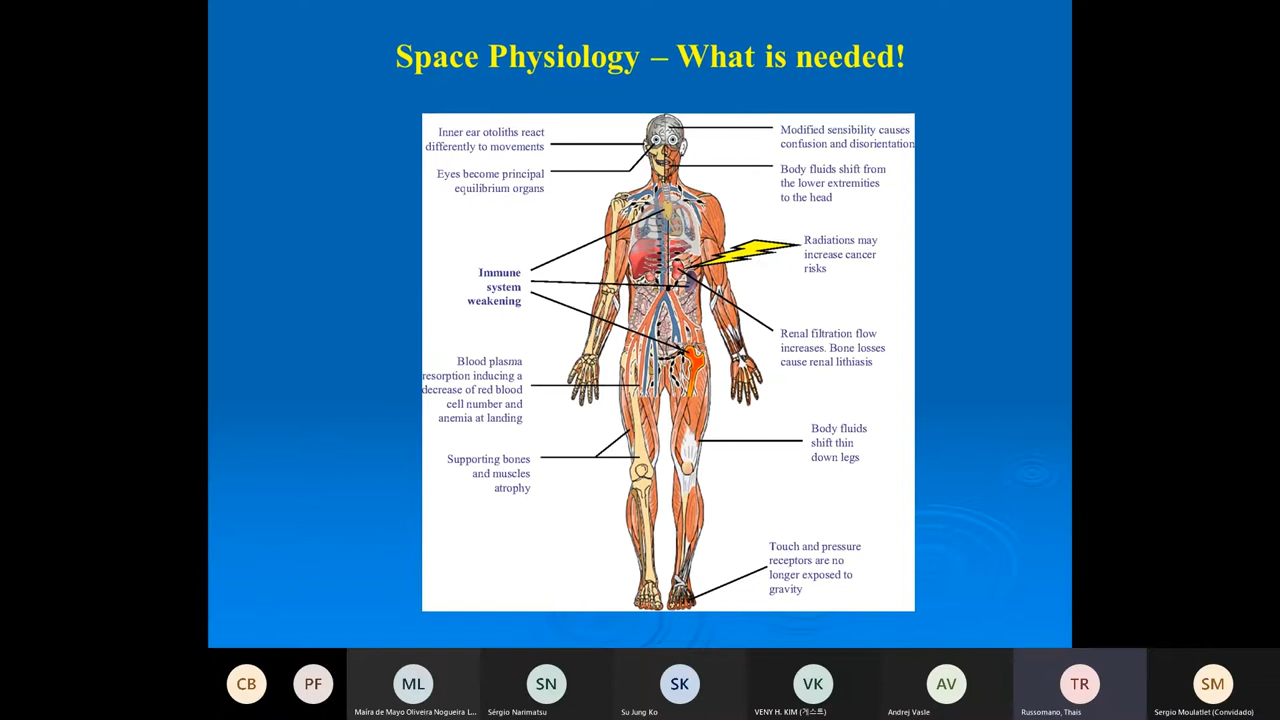 Space Physiology – What is needed!
Inner ear otoliths react
differently to movements
Eyes become principal
equilibrium organs
Immune
system
weakening
Blood plasma
resorption inducing a
decrease of red blood
cell number and
anemia at landing
Supporting bones
and muscles
atrophy
Modified sensibility causes
confusion and disorientation
Body fluids shift from
the lower extremities
to the head
Radiations may
increase cancer
risks
Renal filtration flow
increases. Bone losses
cause renal lithiasis
Body fluids
shift thin
down legs
Touch and pressure
receptors are no
longer exposed to
gravity
CB
PF
ML
Maíra de Mayo Oliveira Nogueira L...
SN
Sérgio Narimatsu
SK
Su Jung Ko
VK
VENY H. KIM (게스트)
AV
Andrej Vasle
TR
Russomano, Thais
SM
Sergio Moulatlet (Convidado)